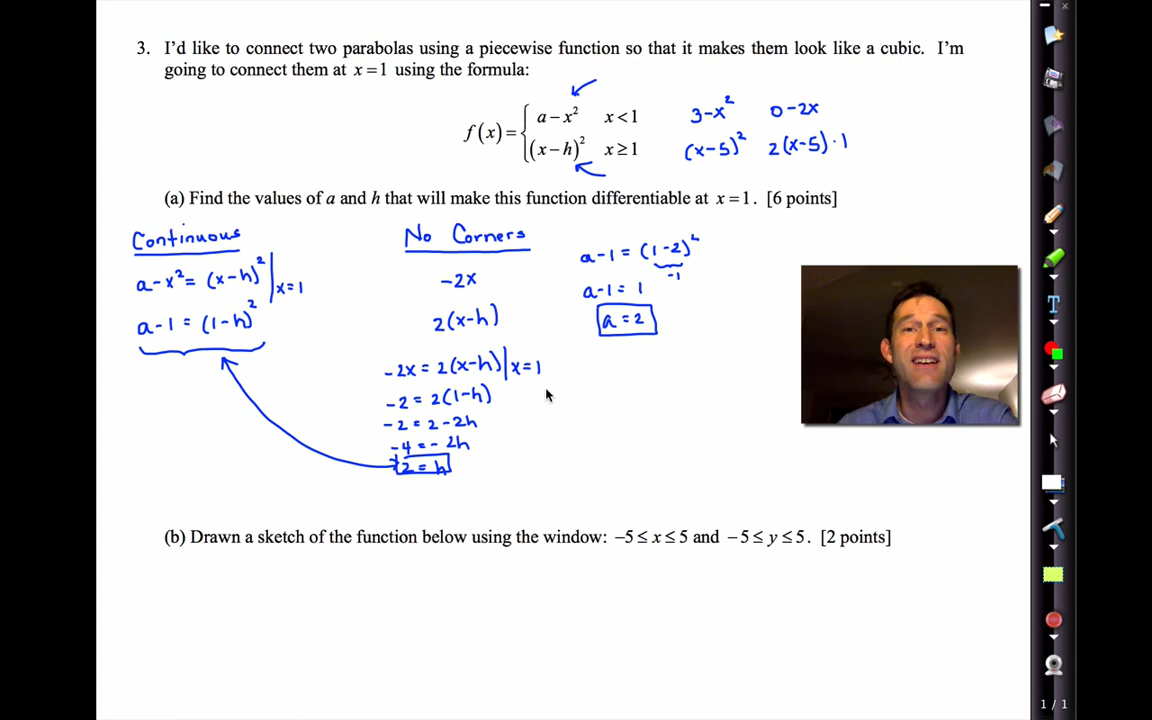 3. I'd like to connect two parabolas using a piecewise function so that it makes them look like a cubic. I'm
going to connect them at x = 1 using the formula:
f(x) = { a − x² x < 1
(x − h)² x ≥ 1
3-x² 0-2x
(x-5)² 2(x-5)·1
(a) Find the values of a and h that will make this function differentiable at x = 1. [6 points]
Continuous
a-x² = (x-h)² | x=1
a-1 = (1-h)²
No Corners
-2x
2(x-h)
-2x = 2(x-h) | x=1
-2 = 2(1-h)
-2 = 2-2h
-4 = -2h
2 = h
a-1 = (1-2)²
-1
a-1 = 1
a = 2
(b) Drawn a sketch of the function below using the window: −5 ≤ x ≤ 5 and −5 ≤ y ≤ 5. [2 points]
T
1 / 1